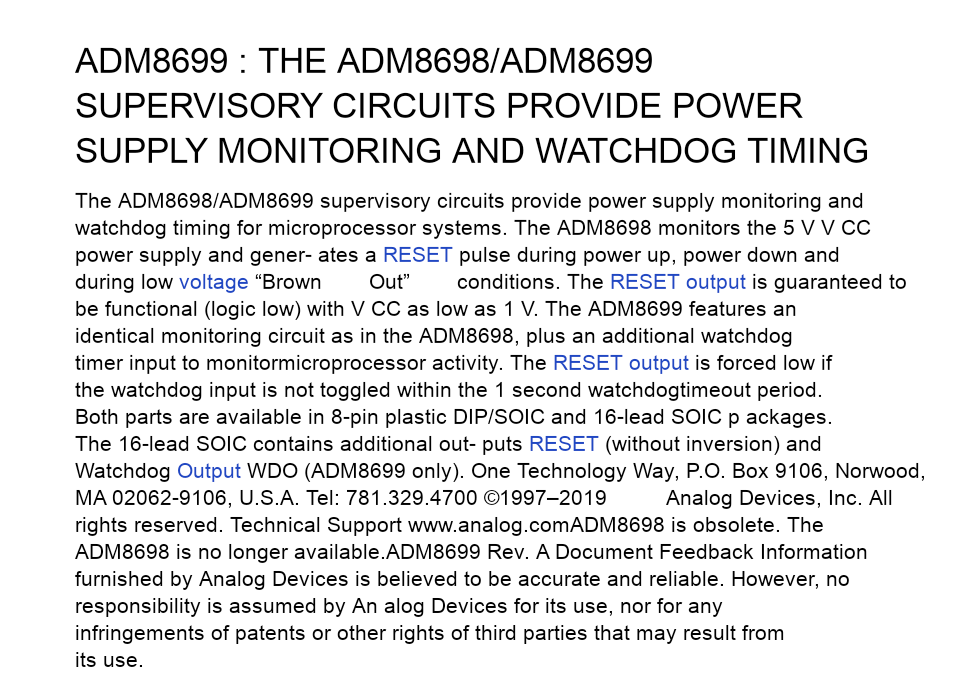 ADM8699 : THE ADM8698/ADM8699
SUPERVISORY CIRCUITS PROVIDE POWER
SUPPLY MONITORING AND WATCHDOG TIMING
The ADM8698/ADM8699 supervisory circuits provide power supply monitoring and
watchdog timing for microprocessor systems. The ADM8698 monitors the 5 V V CC
power supply and gener- ates a RESET pulse during power up, power down and
during low voltage “Brown Out” conditions. The RESET output is guaranteed to
be functional (logic low) with V CC as low as 1 V. The ADM8699 features an
identical monitoring circuit as in the ADM8698, plus an additional watchdog
timer input to monitormicroprocessor activity. The RESET output is forced low if
the watchdog input is not toggled within the 1 second watchdogtimeout period.
Both parts are available in 8-pin plastic DIP/SOIC and 16-lead SOIC p ackages.
The 16-lead SOIC contains additional out- puts RESET (without inversion) and
Watchdog Output WDO (ADM8699 only). One Technology Way, P.O. Box 9106, Norwood,
MA 02062-9106, U.S.A. Tel: 781.329.4700 ©1997–2019 Analog Devices, Inc. All
rights reserved. Technical Support www.analog.comADM8698 is obsolete. The
ADM8698 is no longer available.ADM8699 Rev. A Document Feedback Information
furnished by Analog Devices is believed to be accurate and reliable. However, no
responsibility is assumed by An alog Devices for its use, nor for any
infringements of patents or other rights of third parties that may result from
its use.